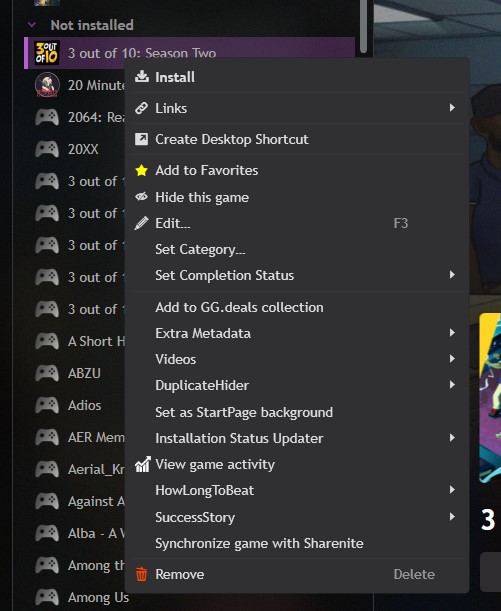 Not installed
3 OUT OF 10
3 out of 10: Season Two
20 Minute
2064: Rea
20XX
3 out of 1
3 out of 1
3 out of 1
3 out of 1
3 out of 1
A Short H
ABZU
Adios
AER Mem
Aerial_Kn
Against A
Alba - A W
Among th
Among Us
Install
Links
Create Desktop Shortcut
Add to Favorites
Hide this game
Edit... F3
Set Category...
Set Completion Status
Add to GG.deals collection
Extra Metadata
Videos
DuplicateHider
Set as StartPage background
Installation Status Updater
View game activity
HowLongToBeat
SuccessStory
Synchronize game with Sharenite
Remove Delete
3